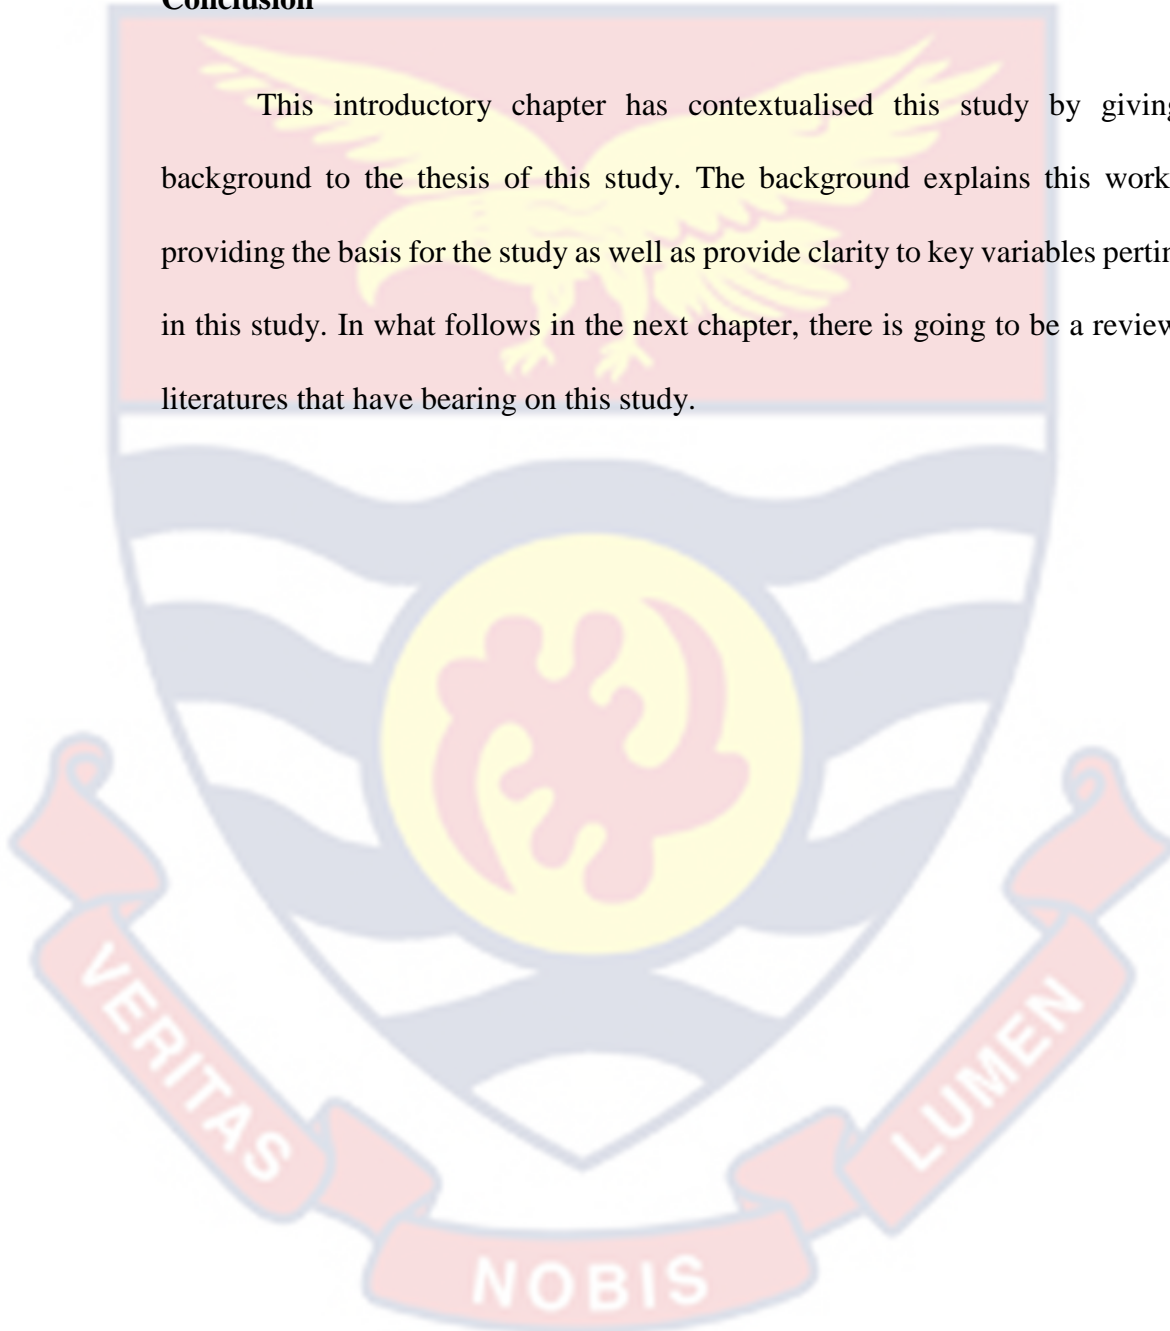 Conclusion
This introductory chapter has contextualised this study by giving
background to the thesis of this study. The background explains this work
providing the basis for the study as well as provide clarity to key variables
in this study. In what follows in the next chapter, there is going to be a review
literatures that have bearing on this study.
VERITAS
NOBIS
LUMEN